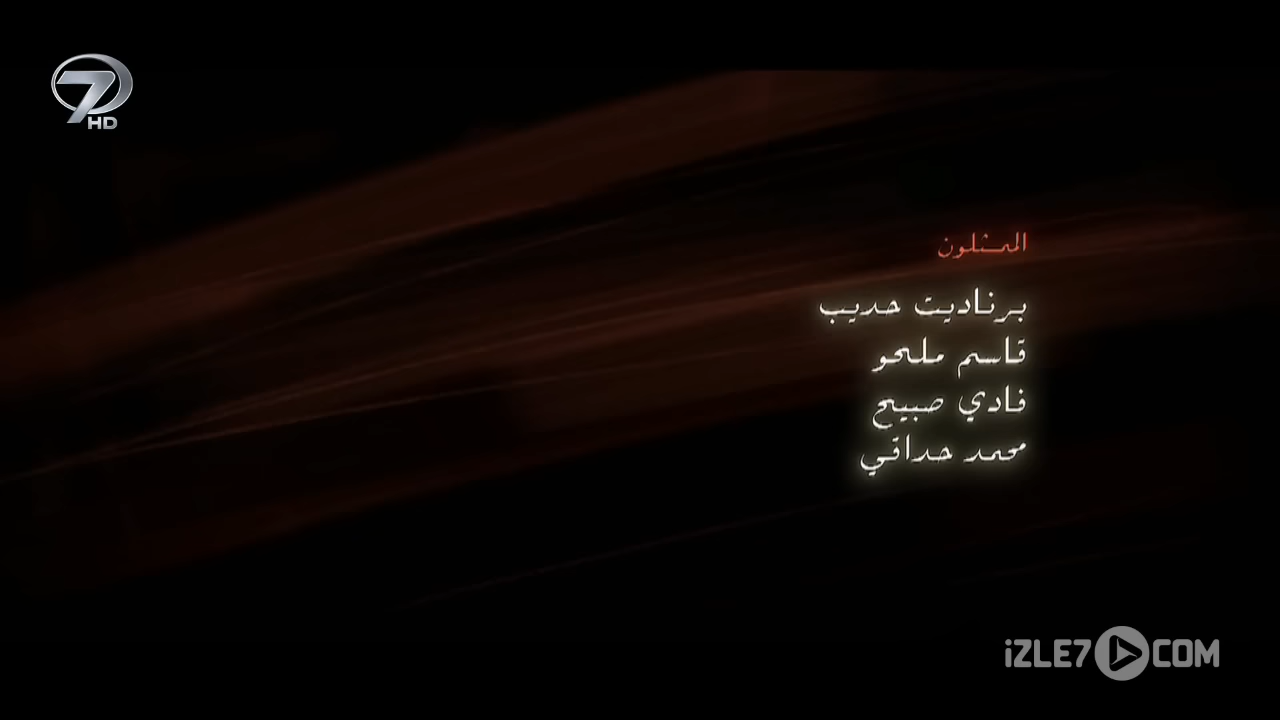 7 HD
الممثلون
برناديت حديب
قاسم ملحو
فادي صبيح
محمد حداقي
iZLE7 COM